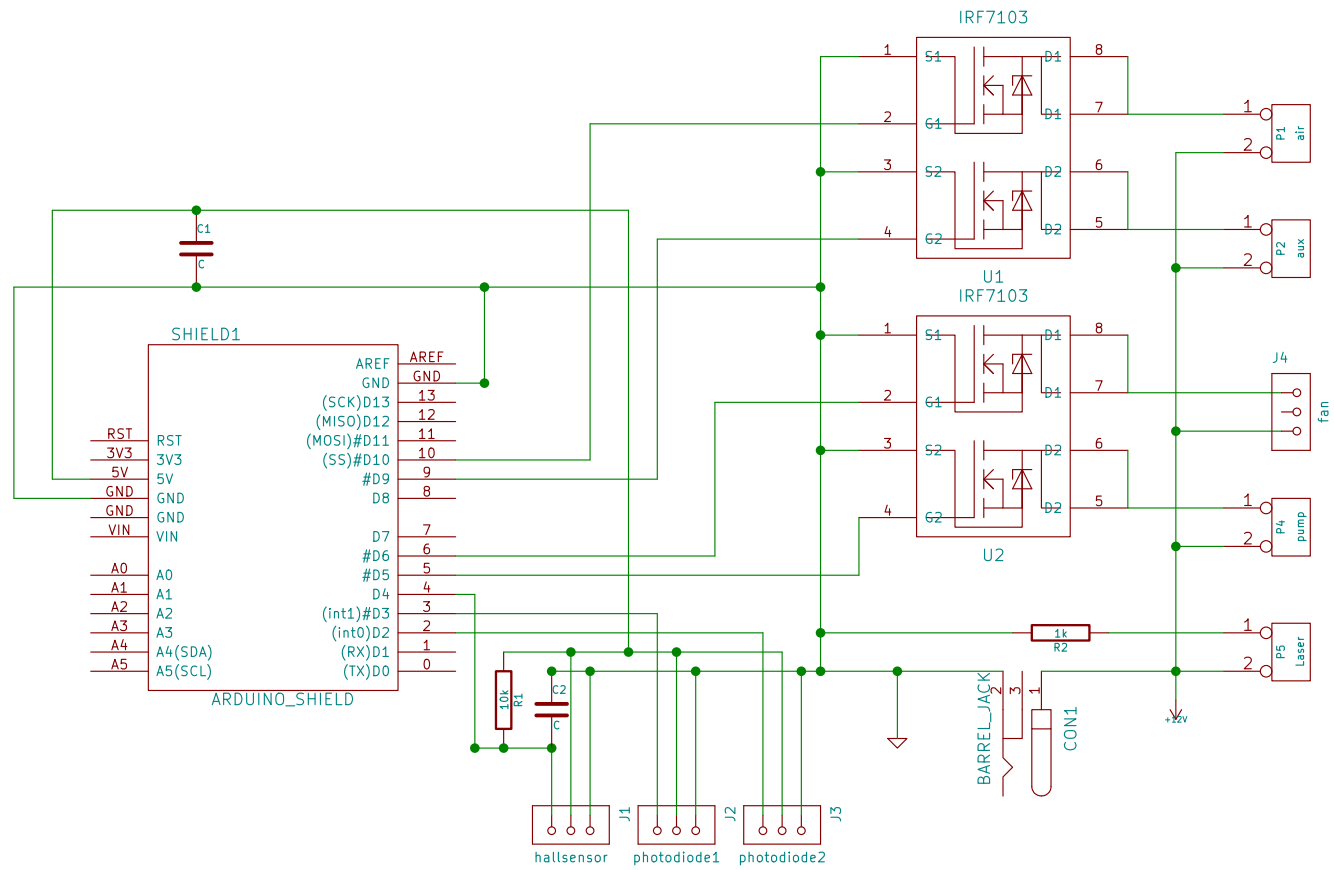 IRF7103
1 S1 D1 8
D1 7
2 G1
3 S2 D2 6
D2 5
4 G2
U1
1 P1 air
2
1 P2 aux
2
C1
C
IRF7103
1 S1 D1 8
D1 7
2 G1
3 S2 D2 6
D2 5
4 G2
U2
J4
fan
1 P4 pump
2
SHIELD1
AREF AREF
GND GND
(SCK)D13 13
(MISO)D12 12
RST RST (MOSI)#D11 11
3V3 3V3 (SS)#D10 10
5V 5V #D9 9
GND GND D8 8
GND GND
VIN VIN D7 7
#D6 6
A0 A0 #D5 5
A1 A1 D4 4
A2 A2 (int1)#D3 3
A3 A3 (int0)D2 2
A4 A4(SDA) (RX)D1 1
A5 A5(SCL) (TX)D0 0
ARDUINO_SHIELD
1k
R2
1 P5 Laser
2
10k R1
C2
C
BARREL_JACK
2 3 1
CON1
+12V
J1
J2
J3
hallsensor
photodiode1
photodiode2